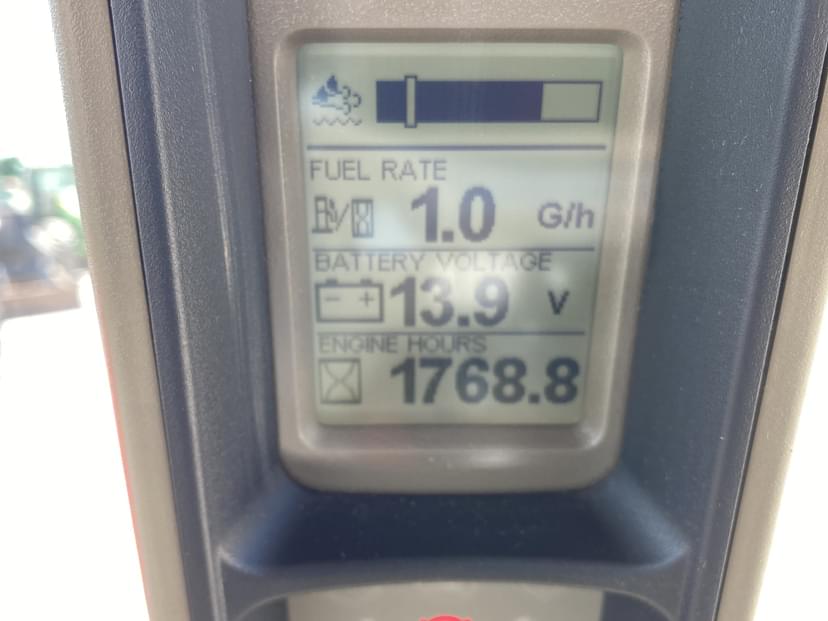 FUEL RATE
1.0 G/h
BATTERY VOLTAGE
13.9 V
ENGINE HOURS
1768.8